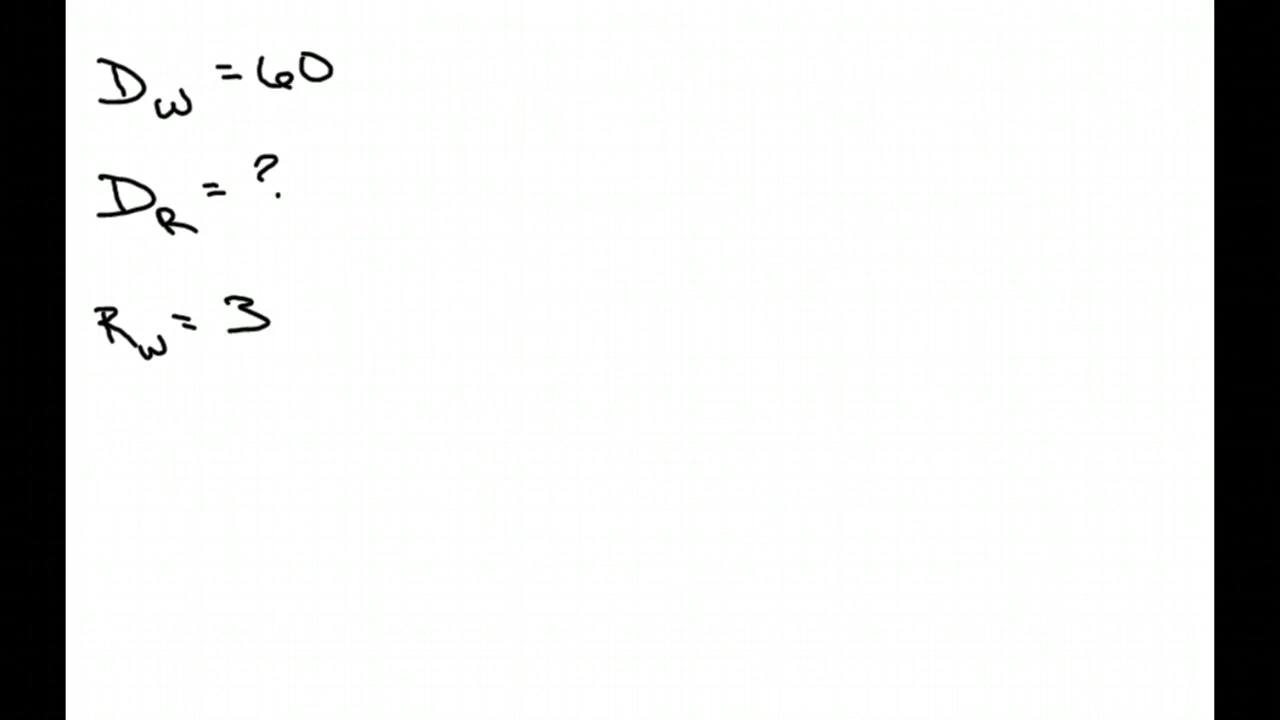 D_W = 60
D_R = ?
R_W = 3